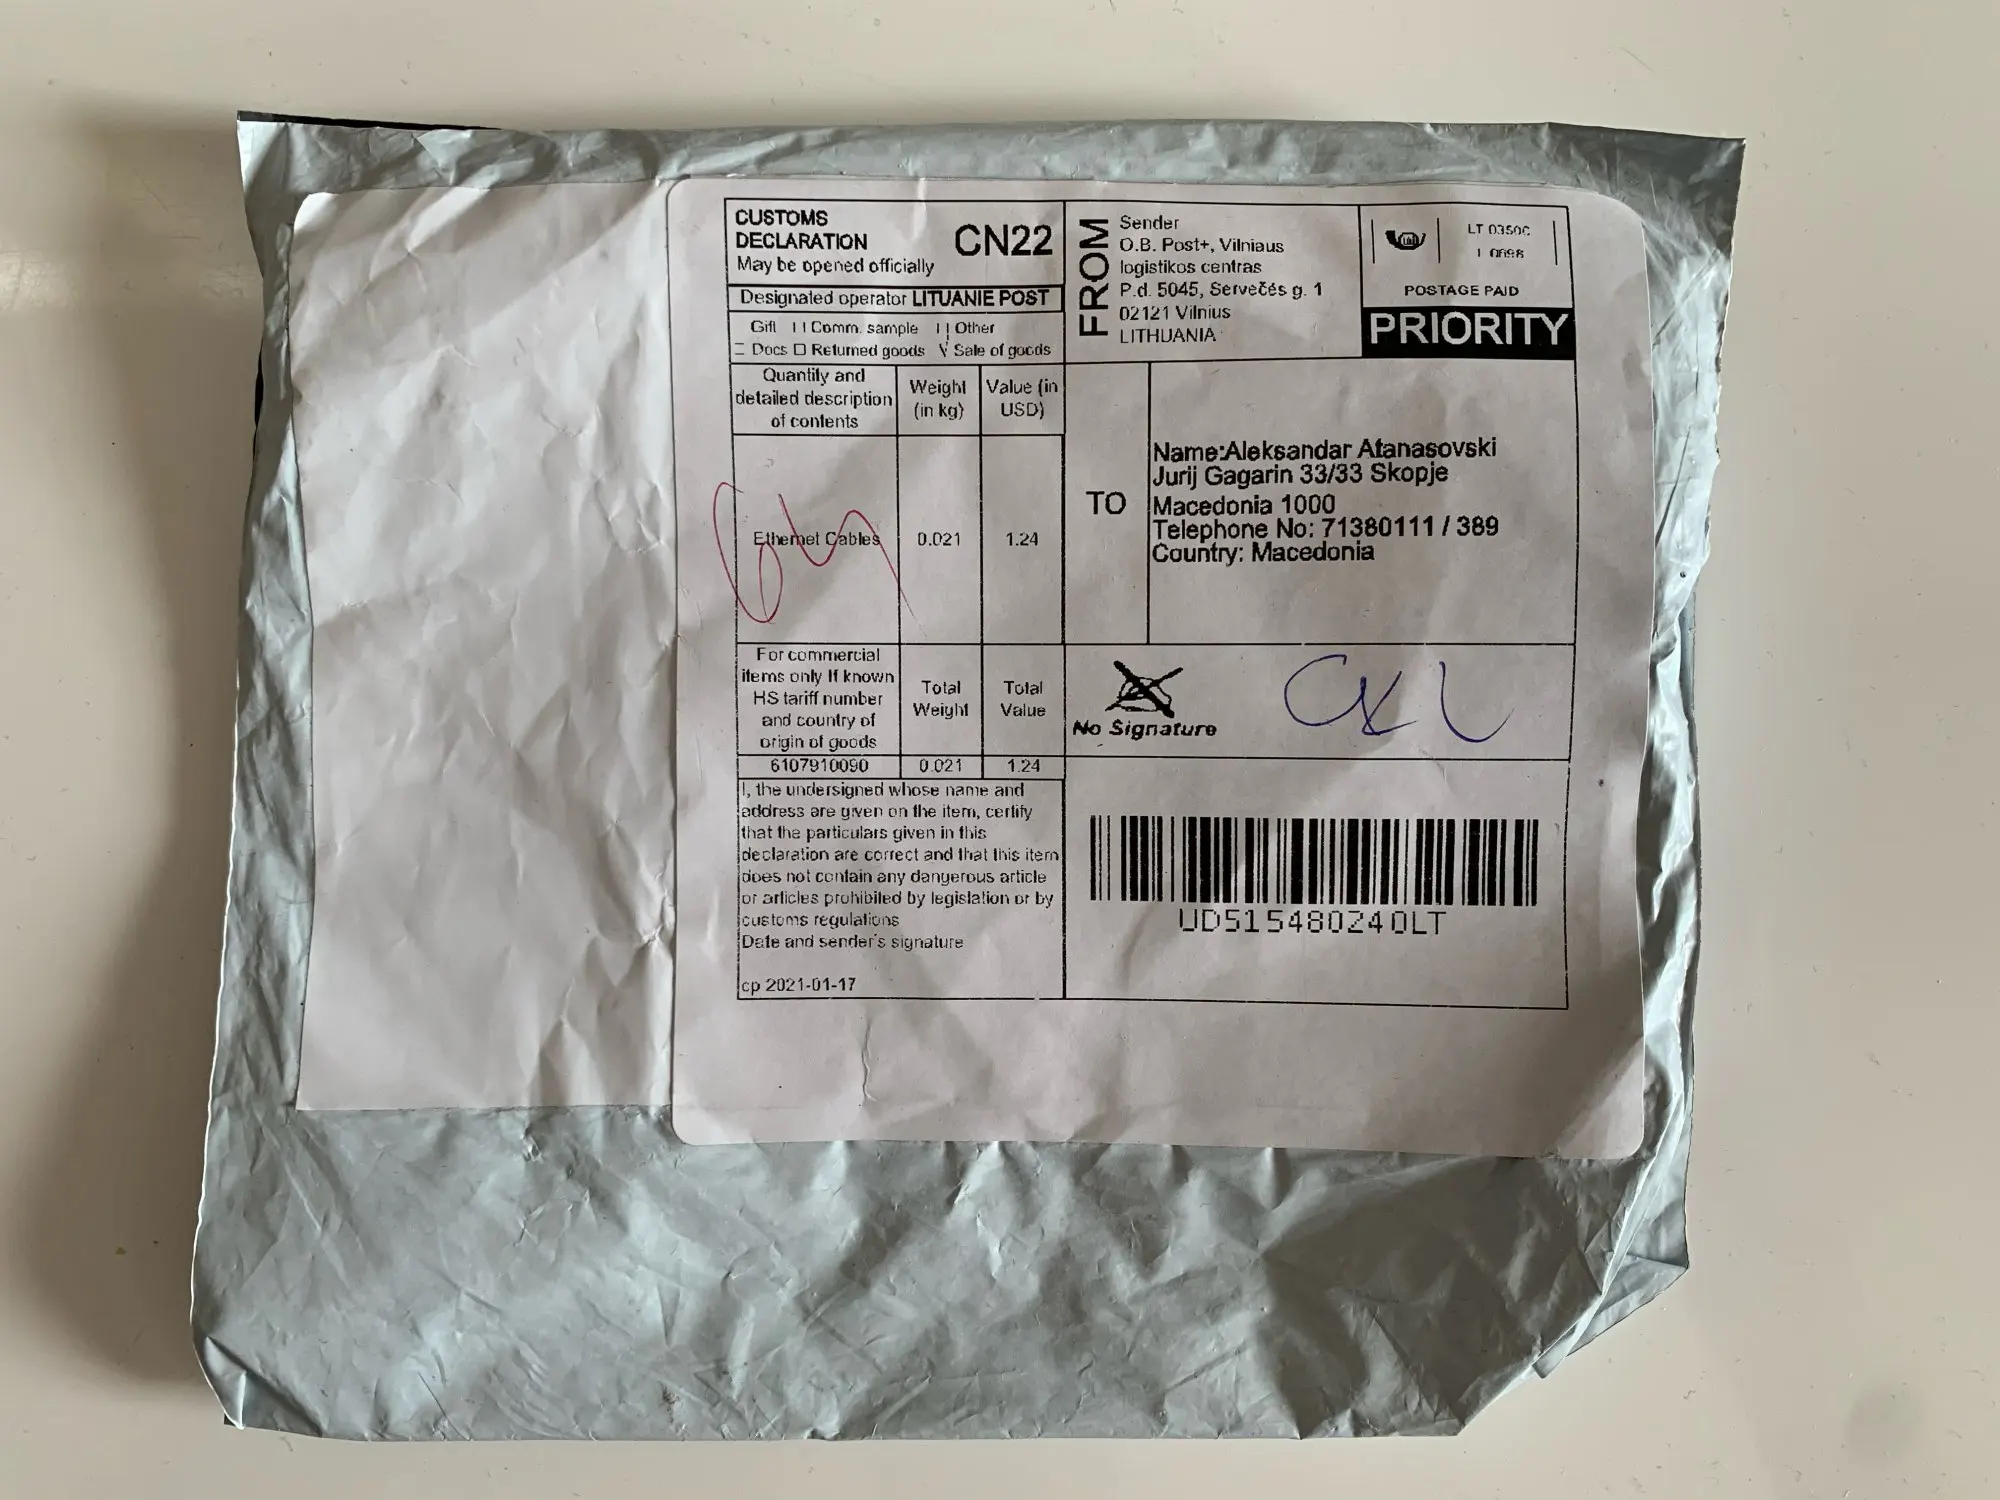 CUSTOMS
DECLARATION
May be opened officially
CN22
Designated operator LITUANIE POST
Gift Comm. sample Other
Docs Returned goods Sale of goods
Quantity and
detailed description
of contents
Weight
(in kg)
Value (in
USD)
Ethernet Cables
0.021
1.24
For commercial
items only If known
HS tariff number
and country of
origin of goods
Total
Weight
Total
Value
6107910090
0.021
1.24
I, the undersigned whose name and
address are given on the item, certify
that the particulars given in this
declaration are correct and that this item
does not contain any dangerous article
or articles prohibited by legislation or by
customs regulations
Date and sender's signature
cp 2021-01-17
FROM
Sender
O.B. Post+, Vilniaus
logistikos centras
P.d. 5045, Servečės g. 1
02121 Vilnius
LITHUANIA
POSTAGE PAID
PRIORITY
TO
Name:Aleksandar Atanasovski
Jurij Gagarin 33/33 Skopje
Macedonia 1000
Telephone No: 71380111 / 389
Country: Macedonia
No Signature
UD515480240LT